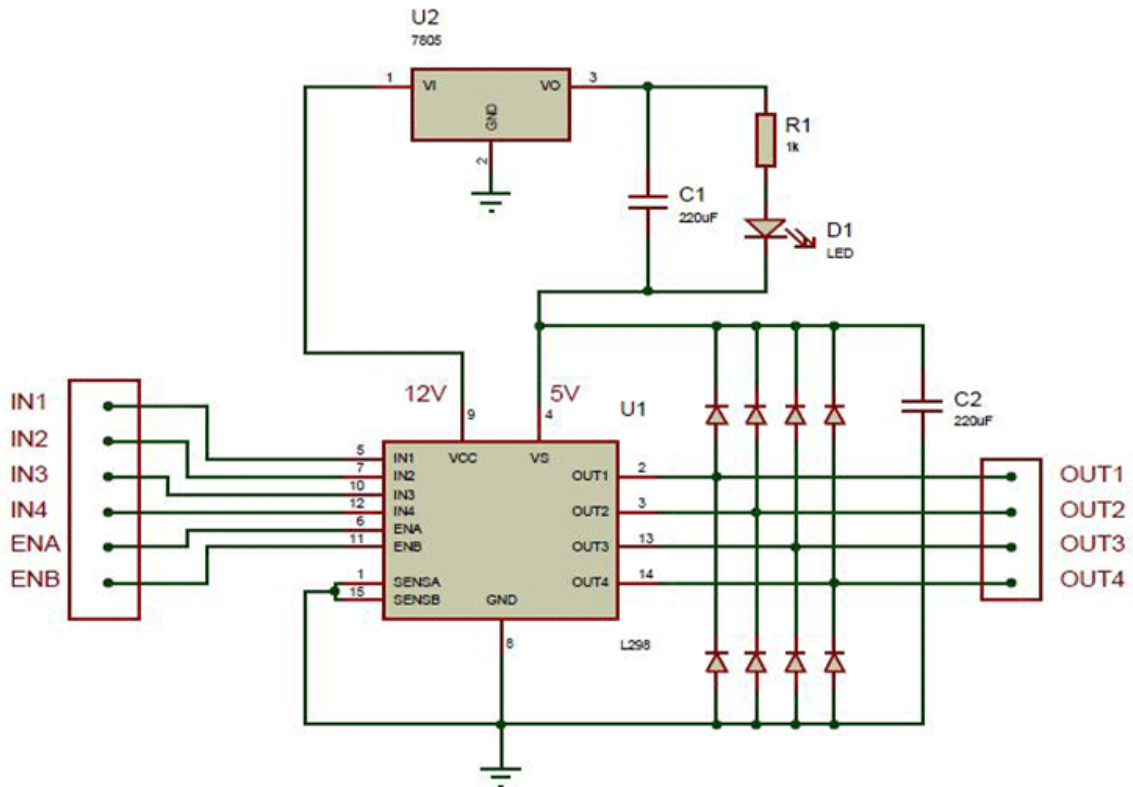 U2
7805
1 VI VO 3
GND
2
R1
1k
C1
220uF
D1
LED
12V 5V
9 4 U1
C2
220uF
IN1
IN2
IN3
IN4
ENA
ENB
5 IN1 VCC VS
7 IN2
10 IN3
12 IN4
6 ENA
11 ENB
1 SENSA
15 SENSB GND
8
OUT1 2
OUT2 3
OUT3 13
OUT4 14
L298
OUT1
OUT2
OUT3
OUT4